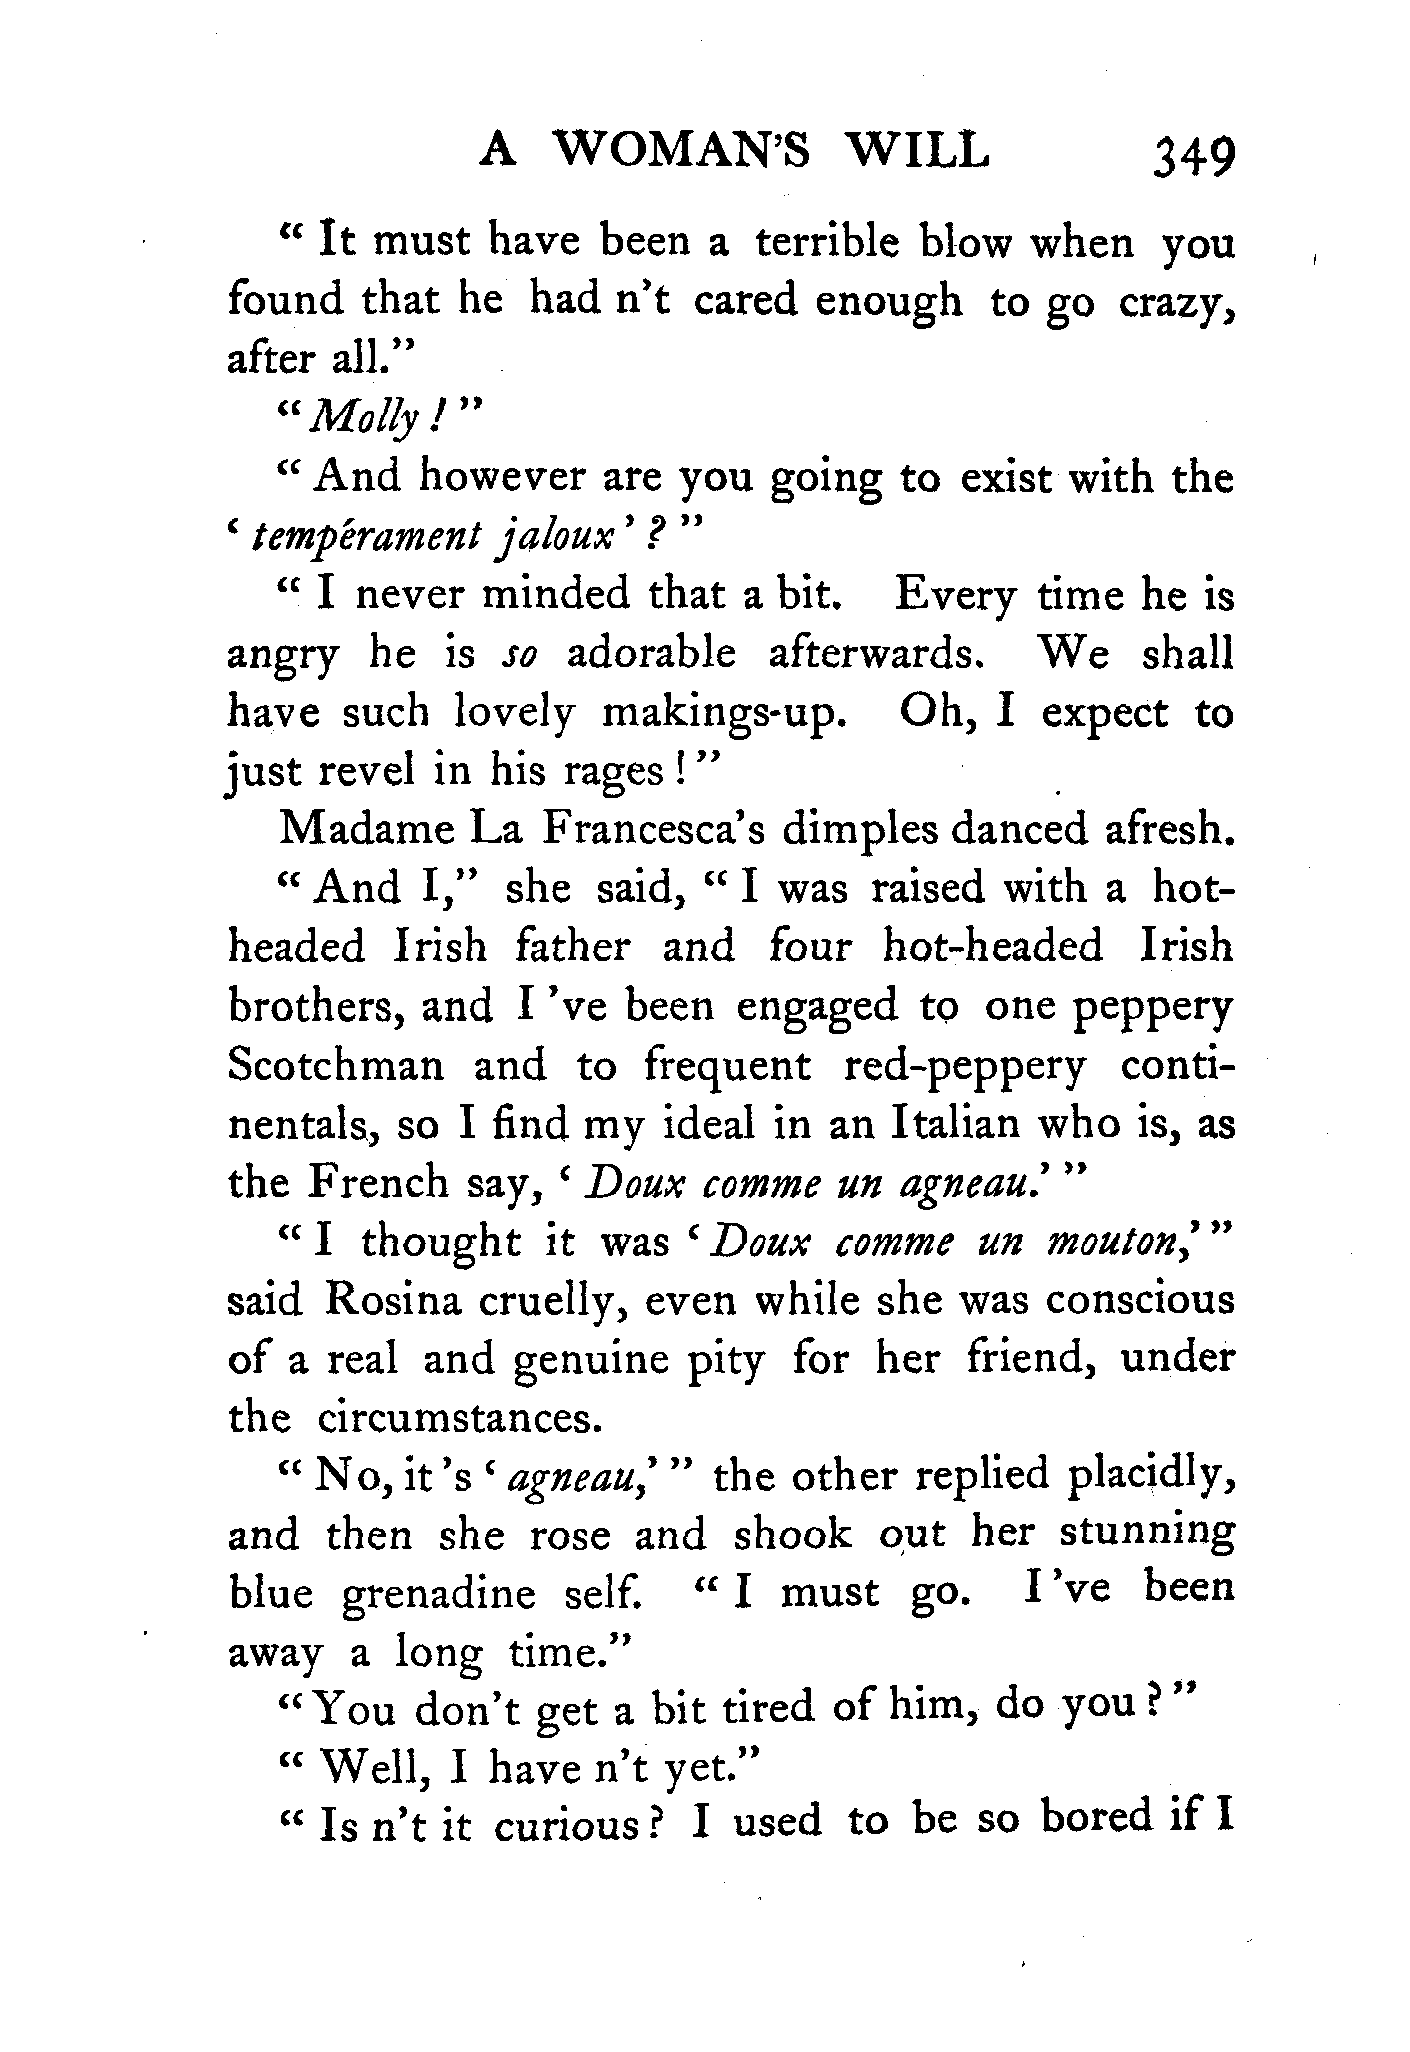 A WOMAN'S WILL 349
“ It must have been a terrible blow when you
found that he had n't cared enough to go crazy,
after all.”
“ Molly ! ”
“ And however are you going to exist with the
‘ tempérament jaloux ’ ? ”
“ I never minded that a bit. Every time he is
angry he is so adorable afterwards. We shall
have such lovely makings-up. Oh, I expect to
just revel in his rages ! ”
Madame La Francesca's dimples danced afresh.
“ And I,” she said, “ I was raised with a hot-
headed Irish father and four hot-headed Irish
brothers, and I 've been engaged to one peppery
Scotchman and to frequent red-peppery conti-
nentals, so I find my ideal in an Italian who is, as
the French say, ‘ Doux comme un agneau.’ ”
“ I thought it was ‘ Doux comme un mouton,’ ”
said Rosina cruelly, even while she was conscious
of a real and genuine pity for her friend, under
the circumstances.
“ No, it 's ‘ agneau,’ ” the other replied placidly,
and then she rose and shook out her stunning
blue grenadine self. “ I must go. I 've been
away a long time.”
“ You don't get a bit tired of him, do you ? ”
“ Well, I have n't yet.”
“ Is n't it curious ? I used to be so bored if I